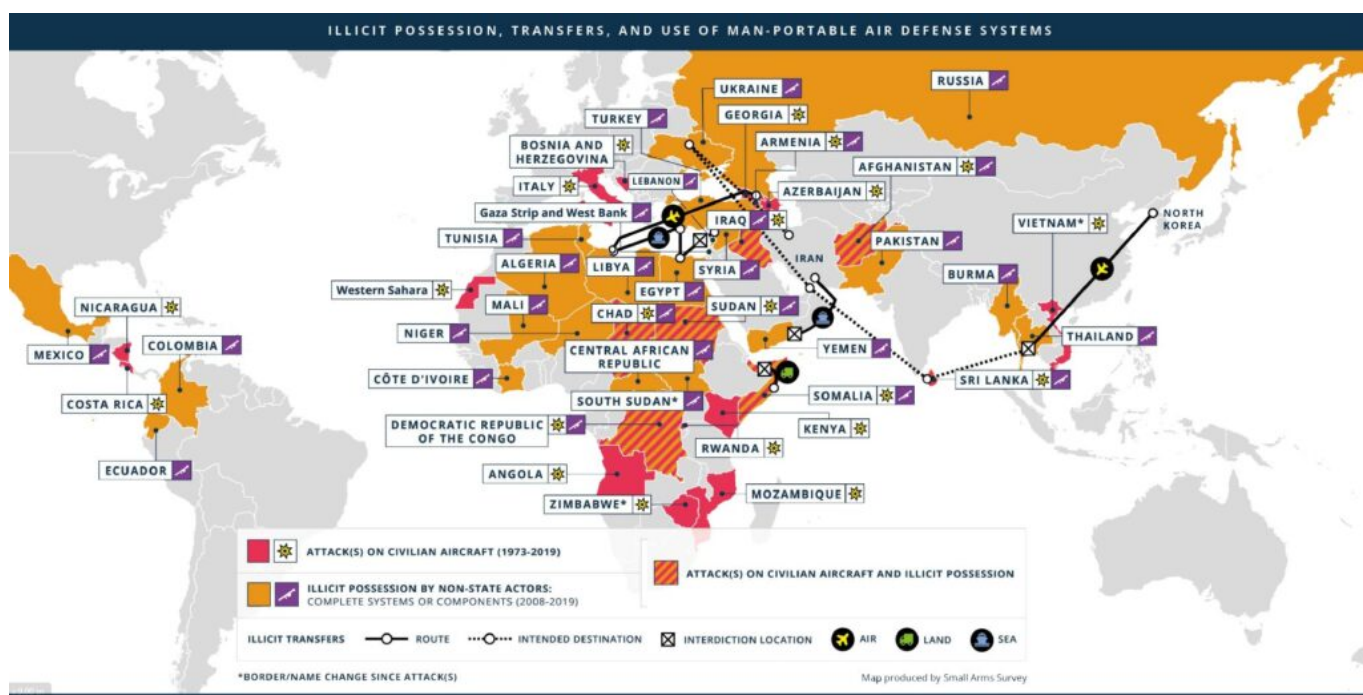 ILLICIT POSSESSION, TRANSFERS, AND USE OF MAN-PORTABLE AIR DEFENSE SYSTEMS
RUSSIA
UKRAINE
GEORGIA
TURKEY
ARMENIA
BOSNIA AND
HERZEGOVINA
AFGHANISTAN
ITALY
LEBANON
AZERBAIJAN
Gaza Strip and West Bank
IRAQ
VIETNAM*
NORTH
KOREA
TUNISIA
PAKISTAN
IRAN
ALGERIA
LIBYA
SYRIA
BURMA
Western Sahara
EGYPT
NICARAGUA
MALI
CHAD
SUDAN
NIGER
THAILAND
MEXICO
COLOMBIA
CENTRAL AFRICAN
REPUBLIC
YEMEN
CÔTE D'IVOIRE
SRI LANKA
COSTA RICA
SOUTH SUDAN*
SOMALIA
DEMOCRATIC REPUBLIC
OF THE CONGO
KENYA
RWANDA
ECUADOR
ANGOLA
MOZAMBIQUE
ZIMBABWE*
ATTACK(S) ON CIVILIAN AIRCRAFT (1973-2019)
ILLICIT POSSESSION BY NON-STATE ACTORS:
COMPLETE SYSTEMS OR COMPONENTS (2008-2019)
ATTACK(S) ON CIVILIAN AIRCRAFT AND ILLICIT POSSESSION
ILLICIT TRANSFERS ROUTE INTENDED DESTINATION INTERDICTION LOCATION AIR LAND SEA
*BORDER/NAME CHANGE SINCE ATTACK(S)
Map produced by Small Arms Survey